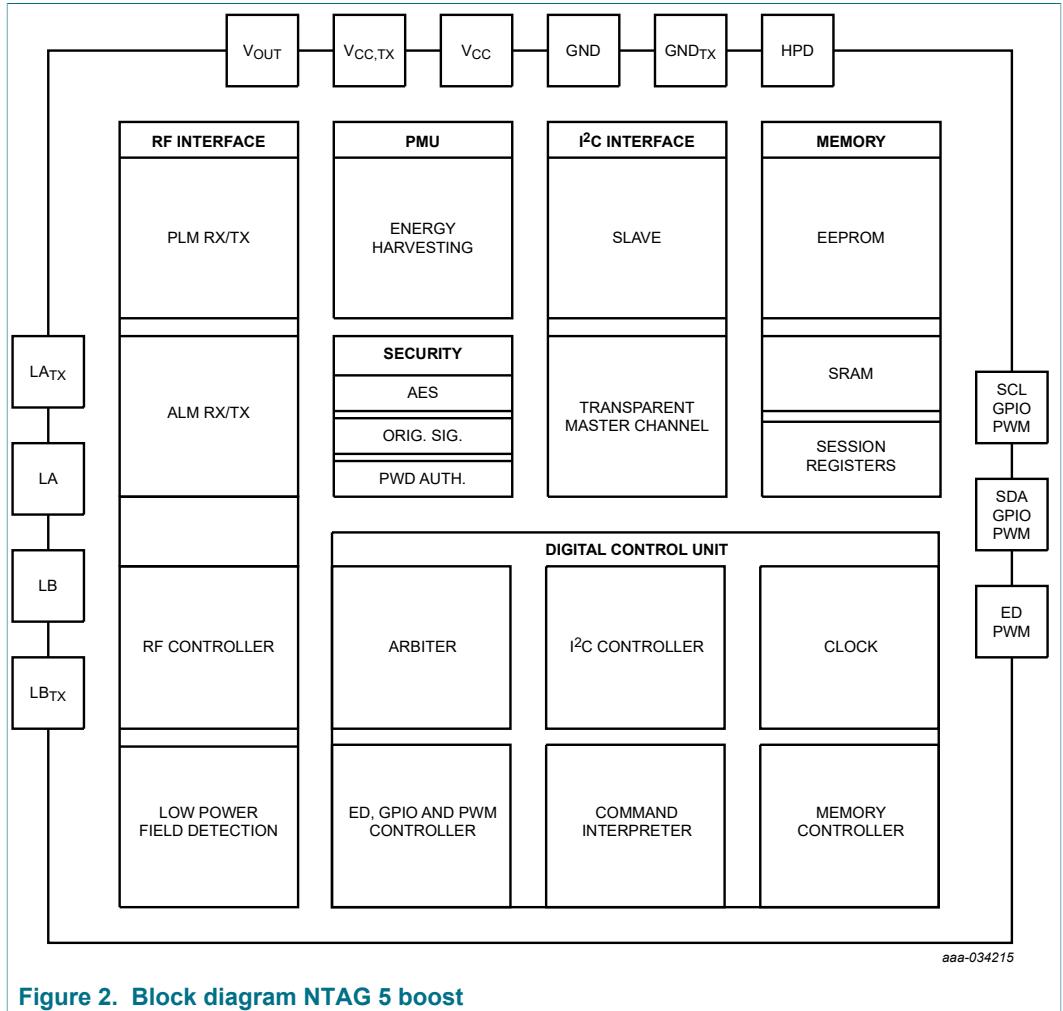 VOUT
VCC,TX
VCC
GND
GNDTX
HPD
RF INTERFACE
PLM RX/TX
ALM RX/TX
RF CONTROLLER
LOW POWER
FIELD DETECTION
PMU
ENERGY
HARVESTING
SECURITY
AES
ORIG. SIG.
PWD AUTH.
I2C INTERFACE
SLAVE
TRANSPARENT
MASTER CHANNEL
MEMORY
EEPROM
SRAM
SESSION
REGISTERS
DIGITAL CONTROL UNIT
ARBITER
I2C CONTROLLER
CLOCK
ED, GPIO AND PWM
CONTROLLER
COMMAND
INTERPRETER
MEMORY
CONTROLLER
LATX
LA
LB
LBTX
SCL
GPIO
PWM
SDA
GPIO
PWM
ED
PWM
aaa-034215
Figure 2. Block diagram NTAG 5 boost